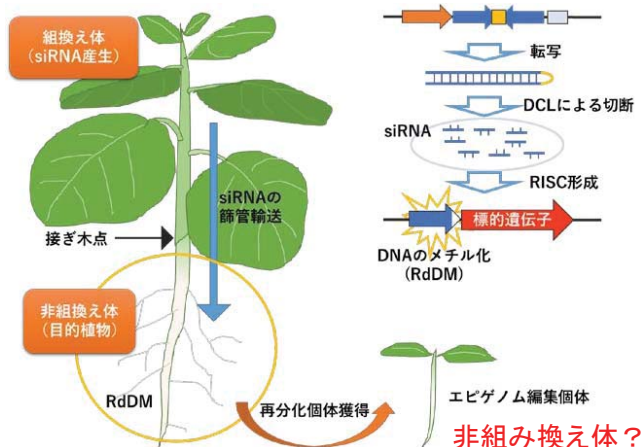 組換え体
(siRNA産生)
siRNAの
篩管輸送
接ぎ木点
非組換え体
(目的植物)
RdDM
再分化個体獲得
転写
DCLによる切断
siRNA
RISC形成
標的遺伝子
DNAのメチル化
(RdDM)
エピゲノム編集個体
非組み換え体？